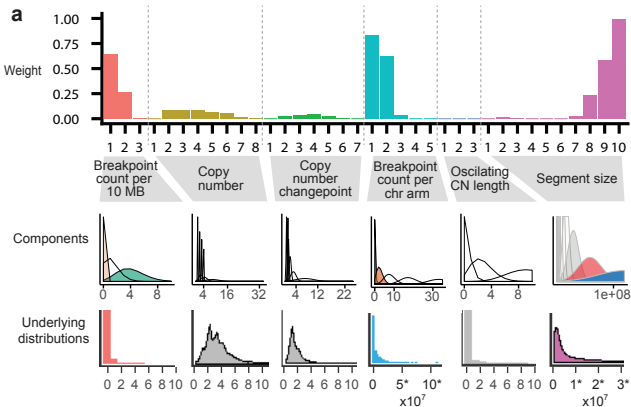 a
Weight
1.00
0.75
0.50
0.25
0.00
1 2 3 1 2 3 4 5 6 7 8 1 2 3 4 5 6 7 1 2 3 4 5 1 2 3 1 2 3 4 5 6 7 8 9 10
Breakpoint count per 10 MB
Copy number
Copy number changepoint
Breakpoint count per chr arm
Oscilating CN length
Segment size
Components
0 4 8
4 16 32
4 12 24
0 10 30
0 4 8
1e+08
Underlying distributions
0 2 4 6 8 10
0 2 4 6 8 10
0 2 4 6 8 10
0 5* 10*
x10⁷
0 2 4 6 8 10
0 1* 2* 3*
x10⁷